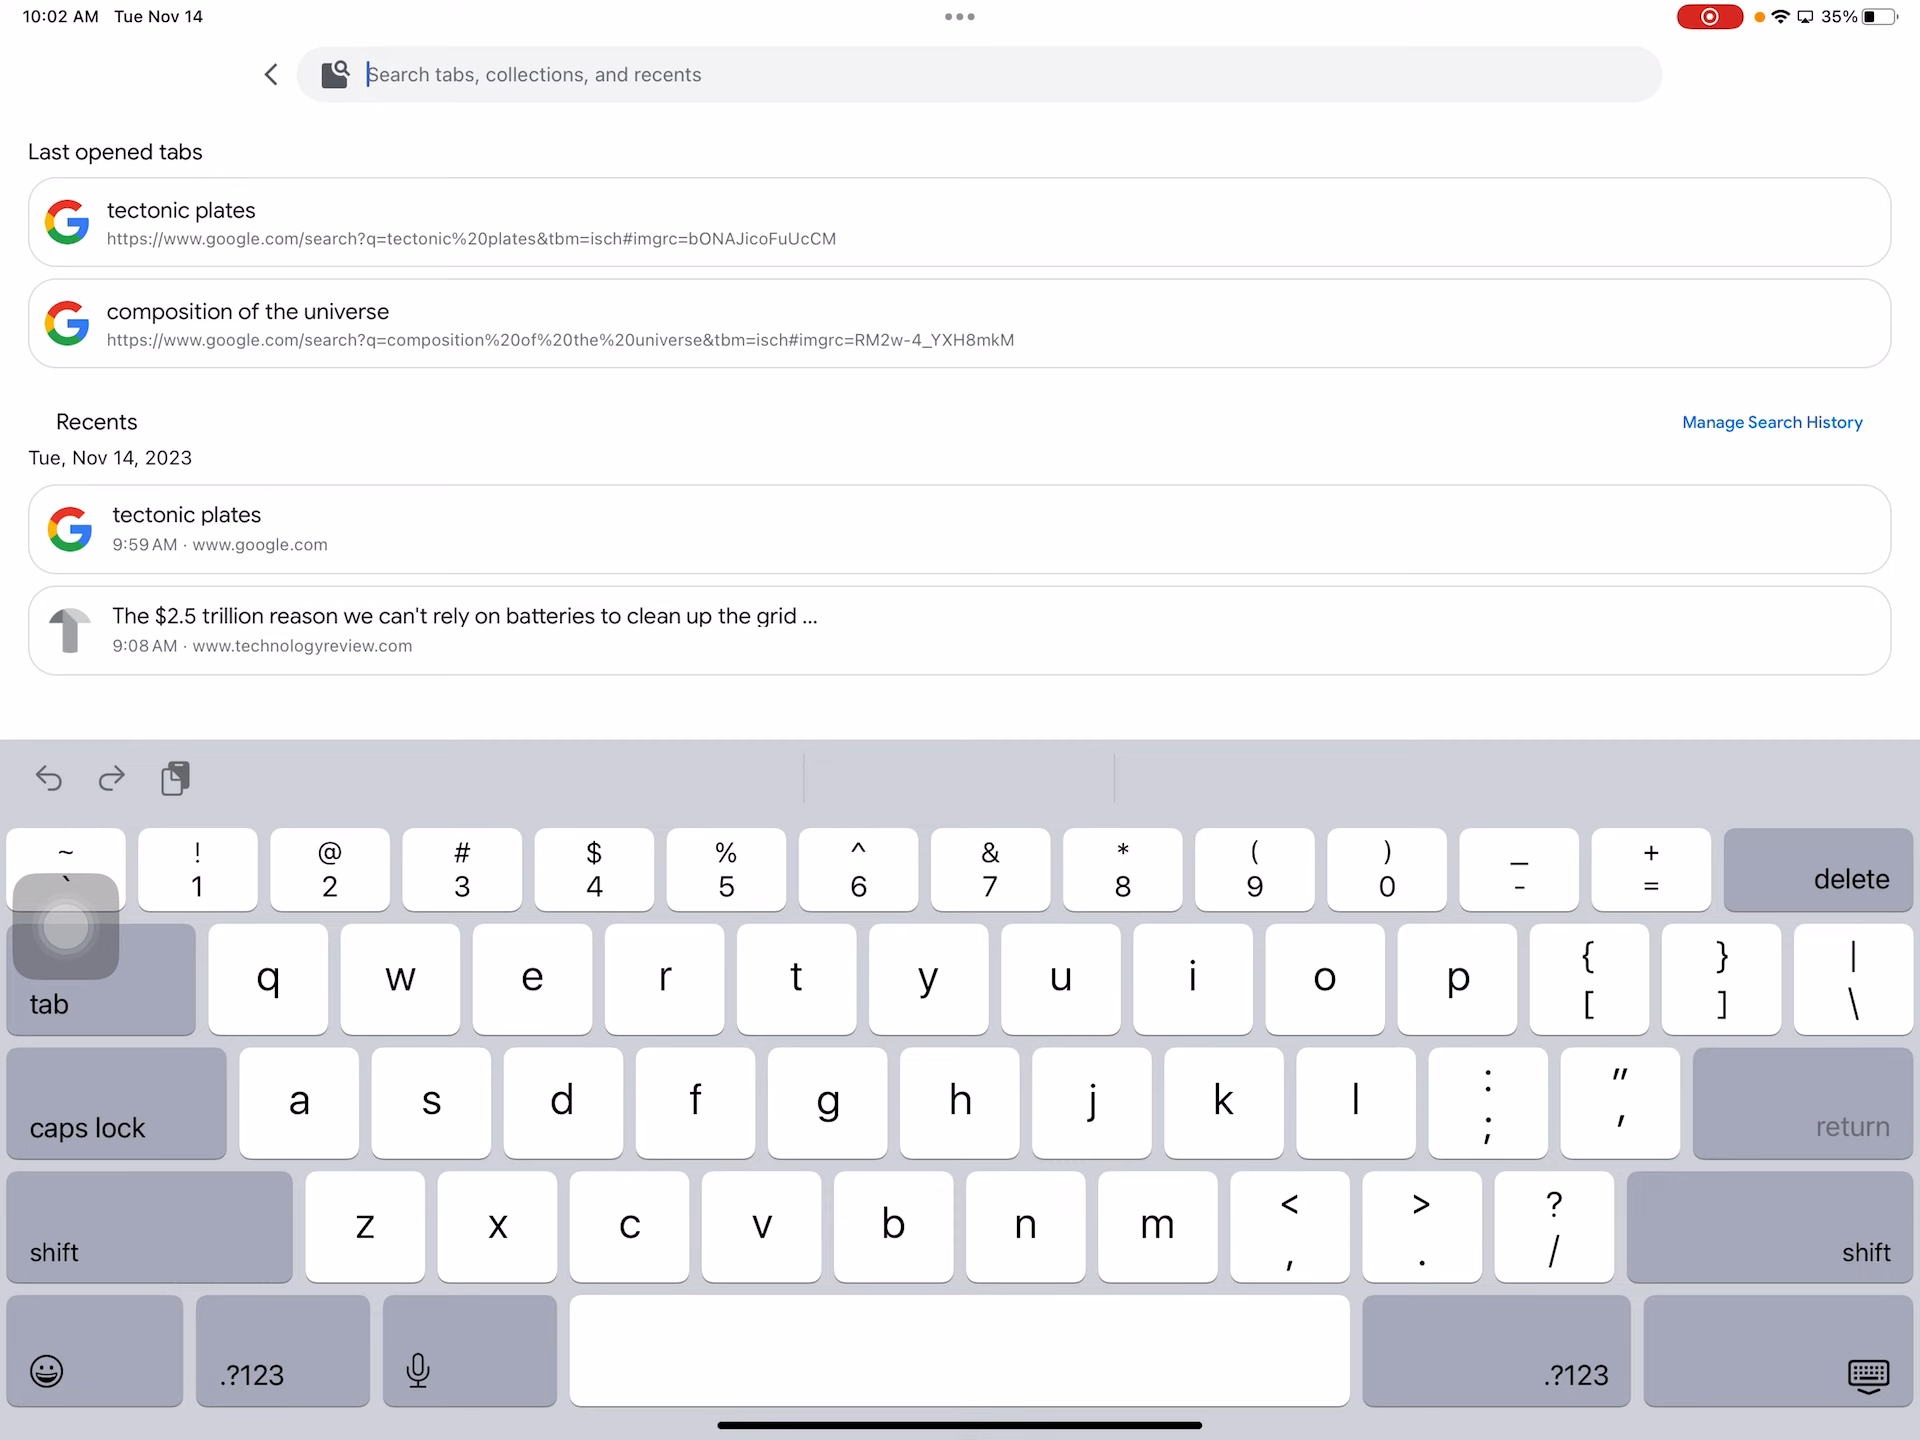 10:02 AM Tue Nov 14
35%
Search tabs, collections, and recents
Last opened tabs
tectonic plates
https://www.google.com/search?q=tectonic%20plates&tbm=isch#imgrc=bONAJicoFuUcCM
composition of the universe
https://www.google.com/search?q=composition%20of%20the%20universe&tbm=isch#imgrc=RM2w-4_YXH8mkM
Recents
Manage Search History
Tue, Nov 14, 2023
tectonic plates
9:59 AM · www.google.com
The $2.5 trillion reason we can't rely on batteries to clean up the grid ...
9:08 AM · www.technologyreview.com
~ ! @ # $ % ^ & * ( ) _ +
` 1 2 3 4 5 6 7 8 9 0 - = delete
{ } |
tab q w e r t y u i o p [ ] \
: "
caps lock a s d f g h j k l ; ' return
< > ?
shift z x c v b n m , . / shift
.?123 .?123